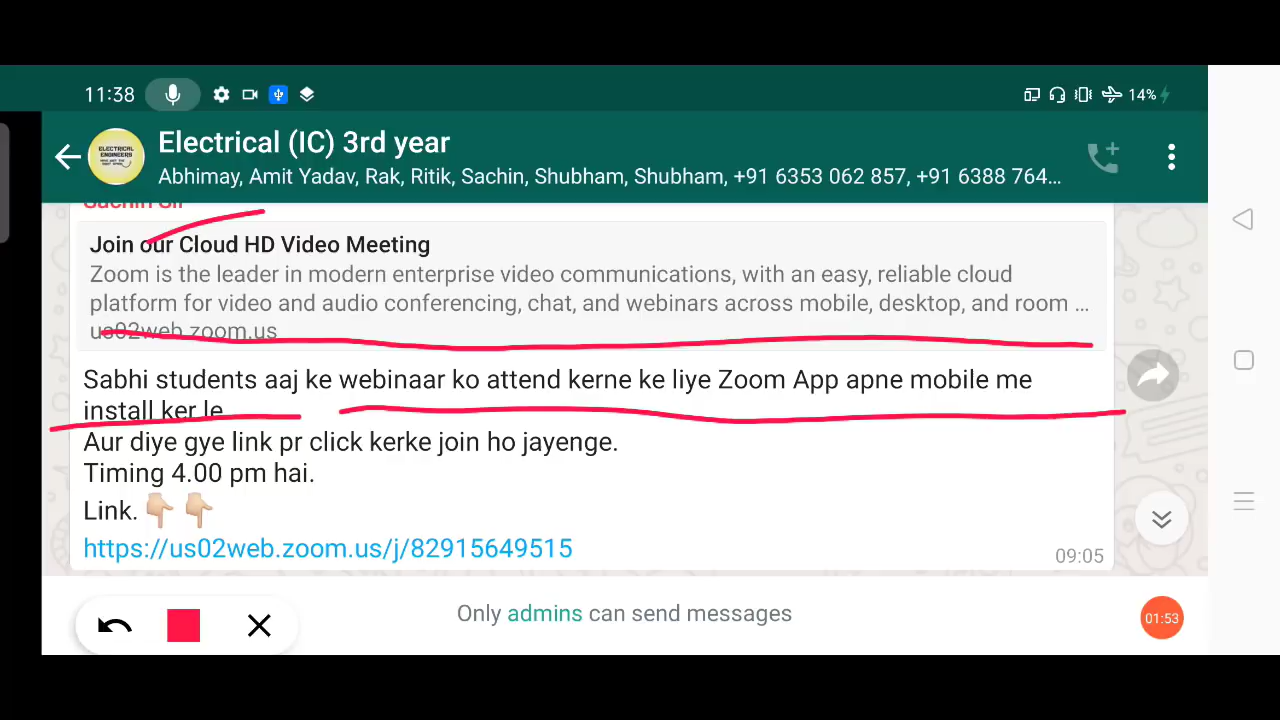 11:38
14%
ELECTRICAL
ENGINEERS
Electrical (IC) 3rd year
Abhimay, Amit Yadav, Rak, Ritik, Sachin, Shubham, Shubham, +91 6353 062 857, +91 6388 764...
Sachin Sir
Join our Cloud HD Video Meeting
Zoom is the leader in modern enterprise video communications, with an easy, reliable cloud
platform for video and audio conferencing, chat, and webinars across mobile, desktop, and room ...
us02web.zoom.us
Sabhi students aaj ke webinaar ko attend kerne ke liye Zoom App apne mobile me
install ker le
Aur diye gye link pr click kerke join ho jayenge.
Timing 4.00 pm hai.
Link. 👇🏼 👇🏼
https://us02web.zoom.us/j/82915649515
09:05
Only admins can send messages
01:53